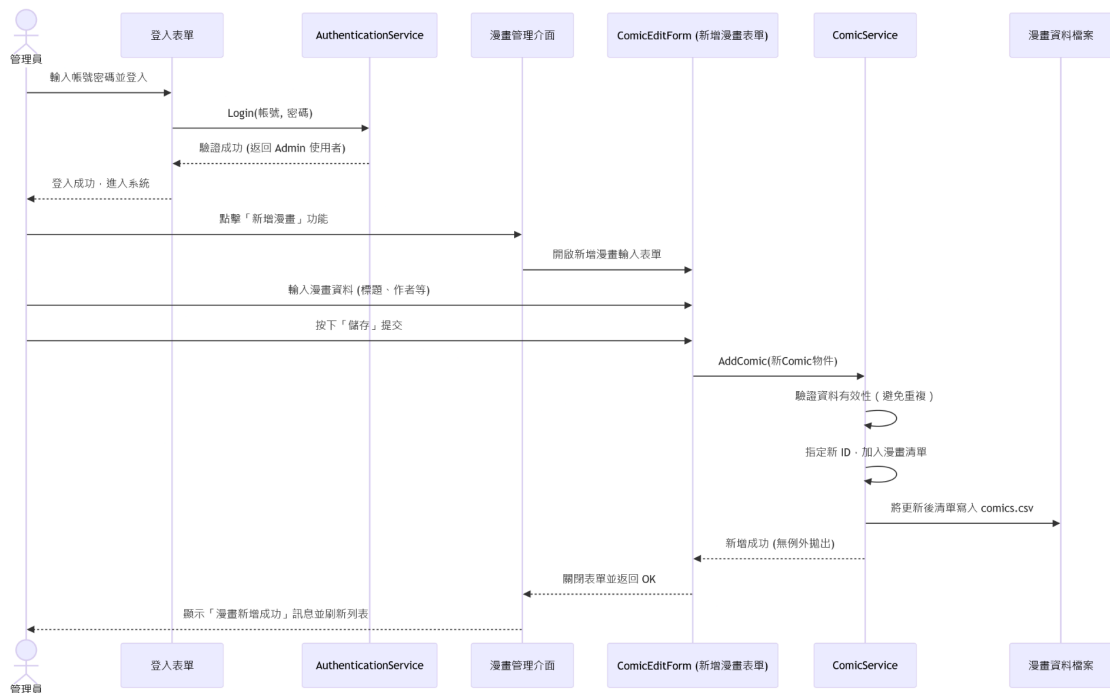 管理員
登入表單
AuthenticationService
漫畫管理介面
ComicEditForm (新增漫畫表單)
ComicService
漫畫資料檔案
輸入帳號密碼並登入
Login(帳號, 密碼)
驗證成功 (返回 Admin 使用者)
登入成功，進入系統
點擊「新增漫畫」功能
開啟新增漫畫輸入表單
輸入漫畫資料 (標題、作者等)
按下「儲存」提交
AddComic(新Comic物件)
驗證資料有效性（避免重複）
指定新 ID，加入漫畫清單
將更新後清單寫入 comics.csv
新增成功 (無例外拋出)
關閉表單並返回 OK
顯示「漫畫新增成功」訊息並刷新列表
管理員
登入表單
AuthenticationService
漫畫管理介面
ComicEditForm (新增漫畫表單)
ComicService
漫畫資料檔案